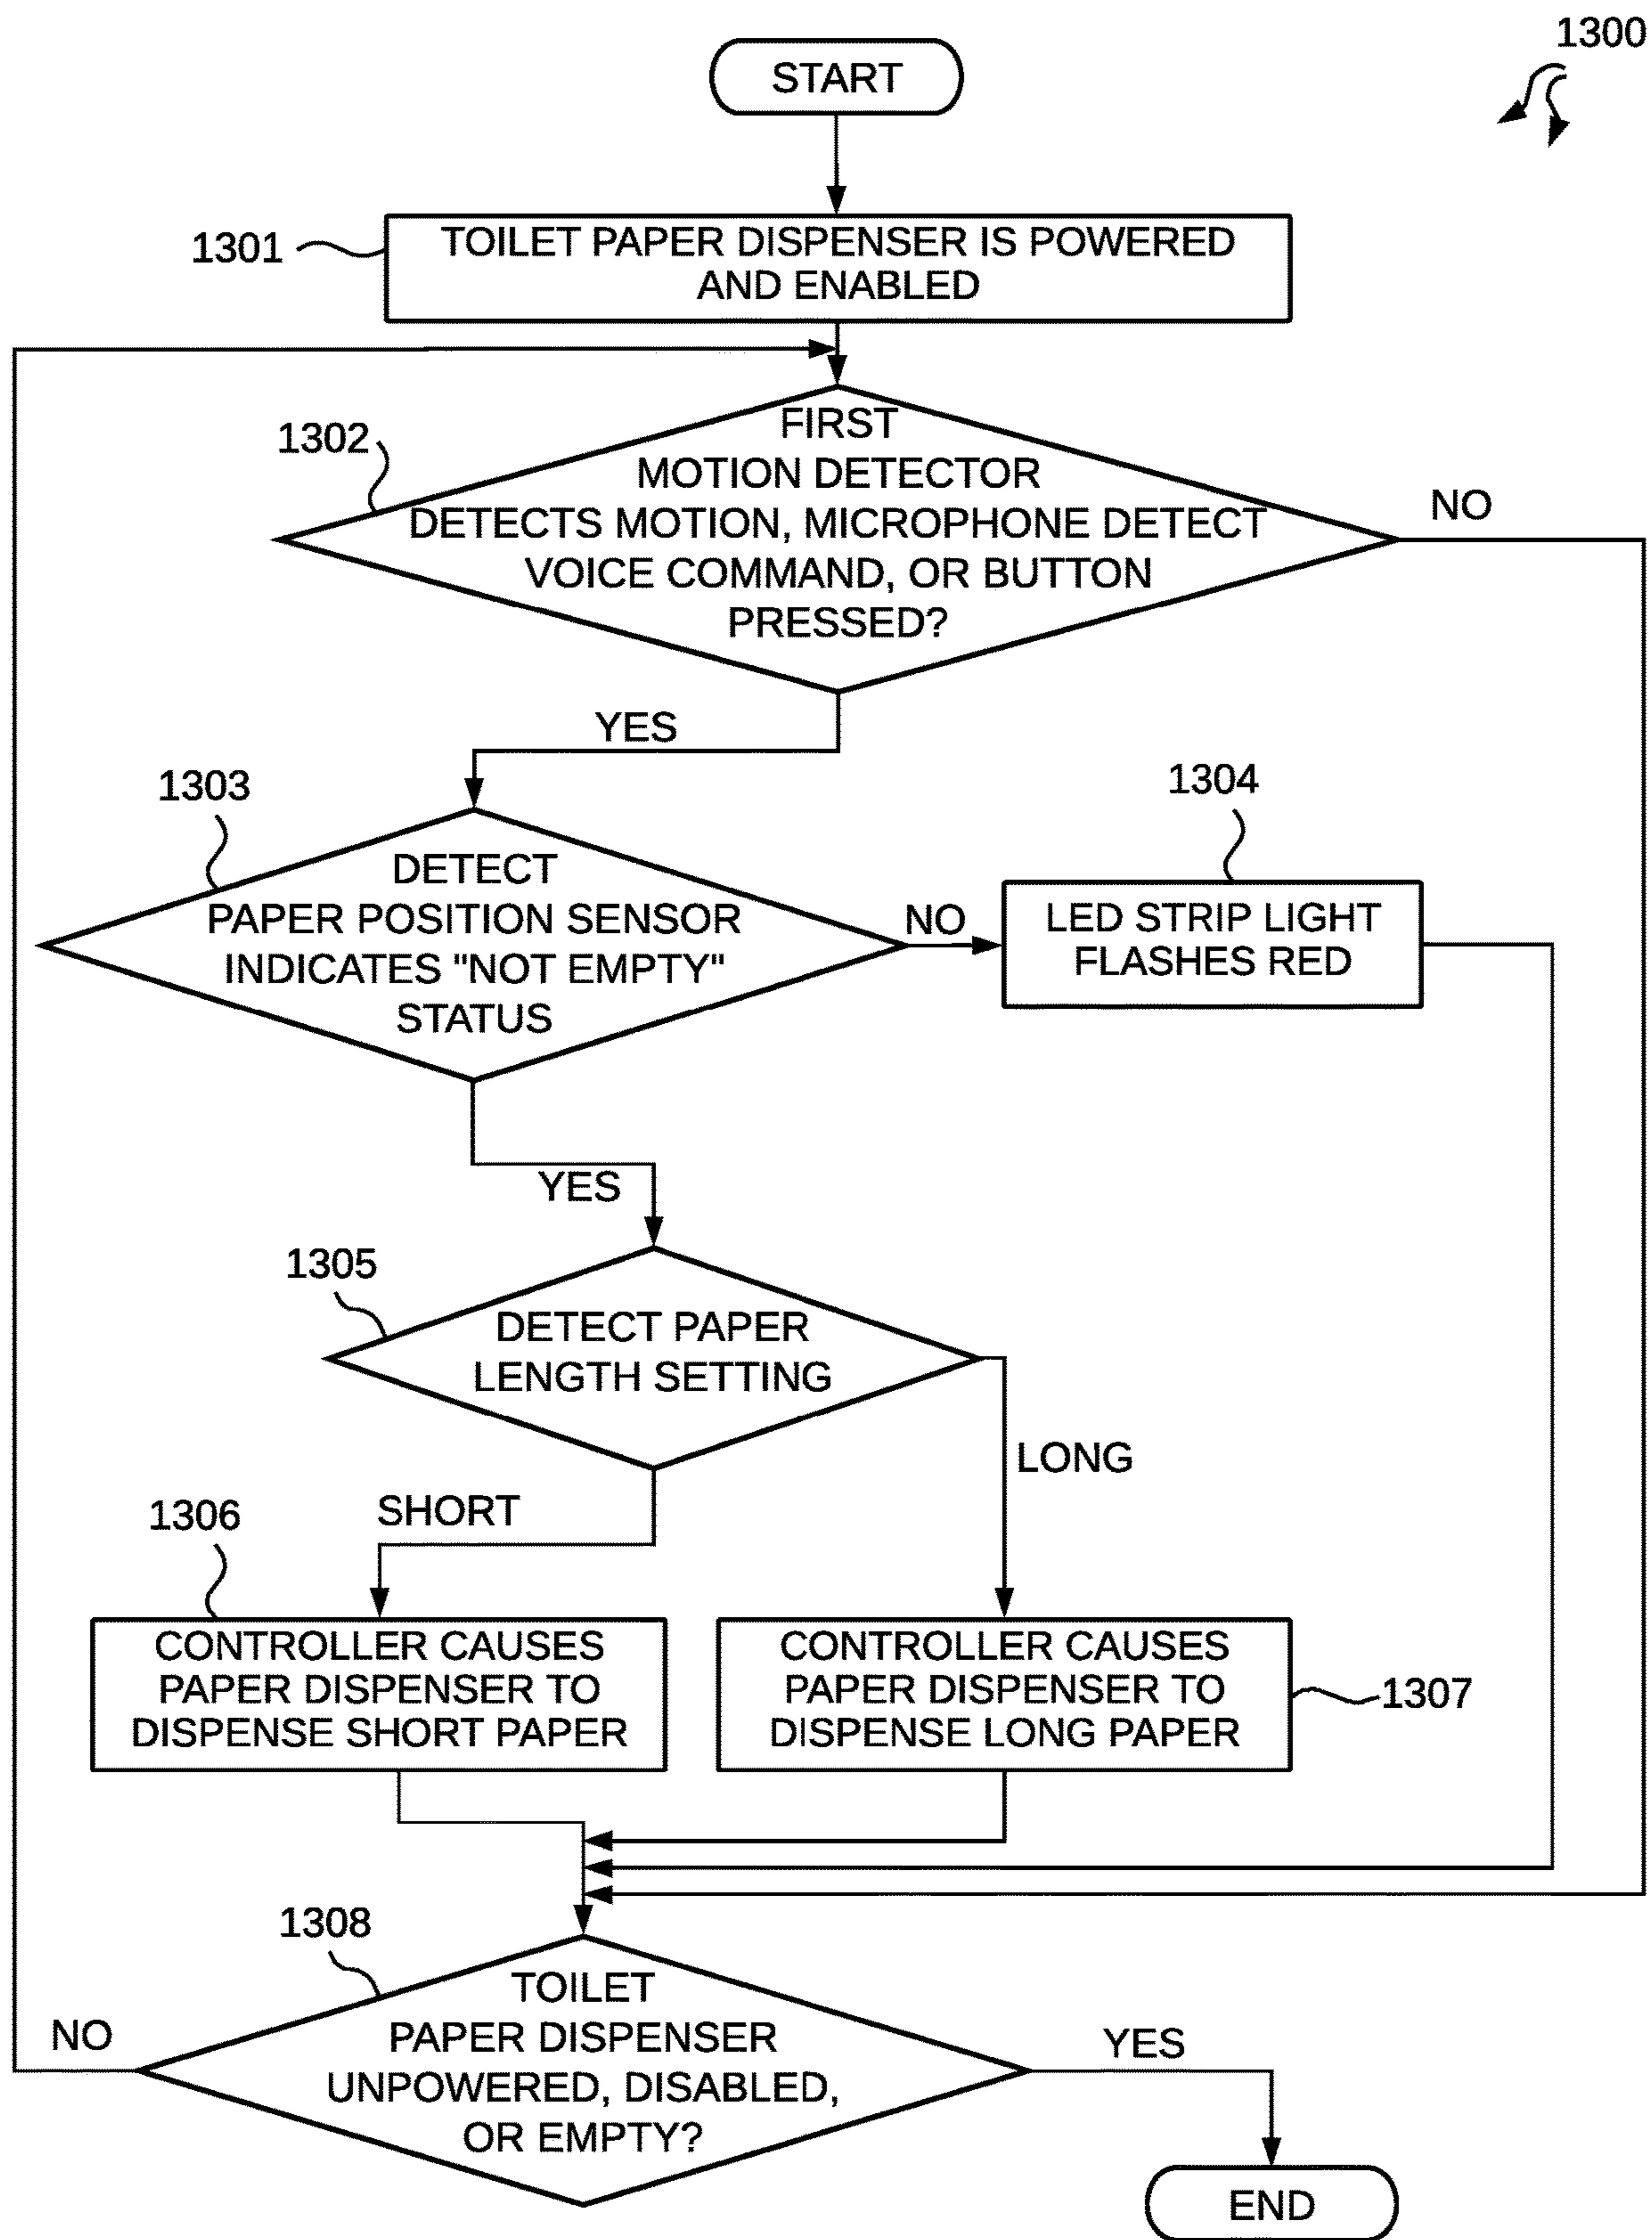 1300
START
1301
TOILET PAPER DISPENSER IS POWERED
AND ENABLED
1302
FIRST
MOTION DETECTOR
DETECTS MOTION, MICROPHONE DETECT
VOICE COMMAND, OR BUTTON
PRESSED?
NO
YES
1303
DETECT
PAPER POSITION SENSOR
INDICATES "NOT EMPTY"
STATUS
NO
1304
LED STRIP LIGHT
FLASHES RED
YES
1305
DETECT PAPER
LENGTH SETTING
LONG
SHORT
1306
CONTROLLER CAUSES
PAPER DISPENSER TO
DISPENSE SHORT PAPER
CONTROLLER CAUSES
PAPER DISPENSER TO
DISPENSE LONG PAPER
1307
1308
TOILET
PAPER DISPENSER
UNPOWERED, DISABLED,
OR EMPTY?
NO
YES
END